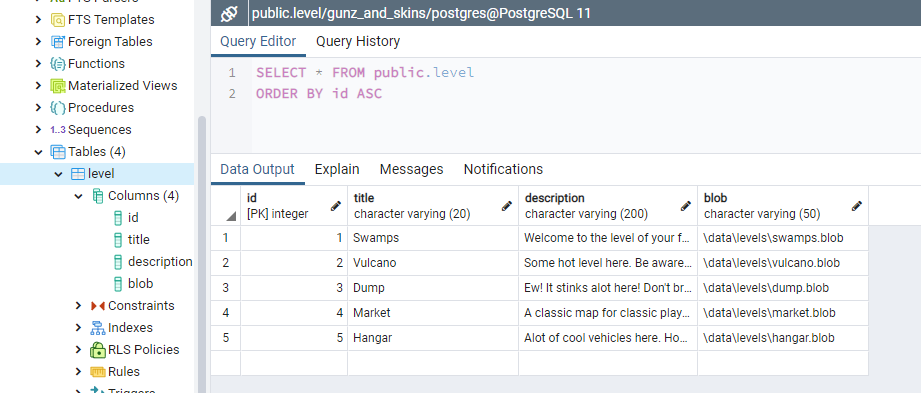 FTS Templates
Foreign Tables
Functions
Materialized Views
Procedures
1..3 Sequences
Tables (4)
level
Columns (4)
id
title
description
blob
Constraints
Indexes
RLS Policies
Rules
Triggers
public.level/gunz_and_skins/postgres@PostgreSQL 11
Query Editor Query History
1 SELECT * FROM public.level
2 ORDER BY id ASC
Data Output Explain Messages Notifications
id title description blob
[PK] integer character varying (20) character varying (200) character varying (50)
1 1 Swamps Welcome to the level of your f... \data\levels\swamps.blob
2 2 Vulcano Some hot level here. Be aware... \data\levels\vulcano.blob
3 3 Dump Ew! It stinks alot here! Don't br... \data\levels\dump.blob
4 4 Market A classic map for classic play... \data\levels\market.blob
5 5 Hangar Alot of cool vehicles here. Ho... \data\levels\hangar.blob